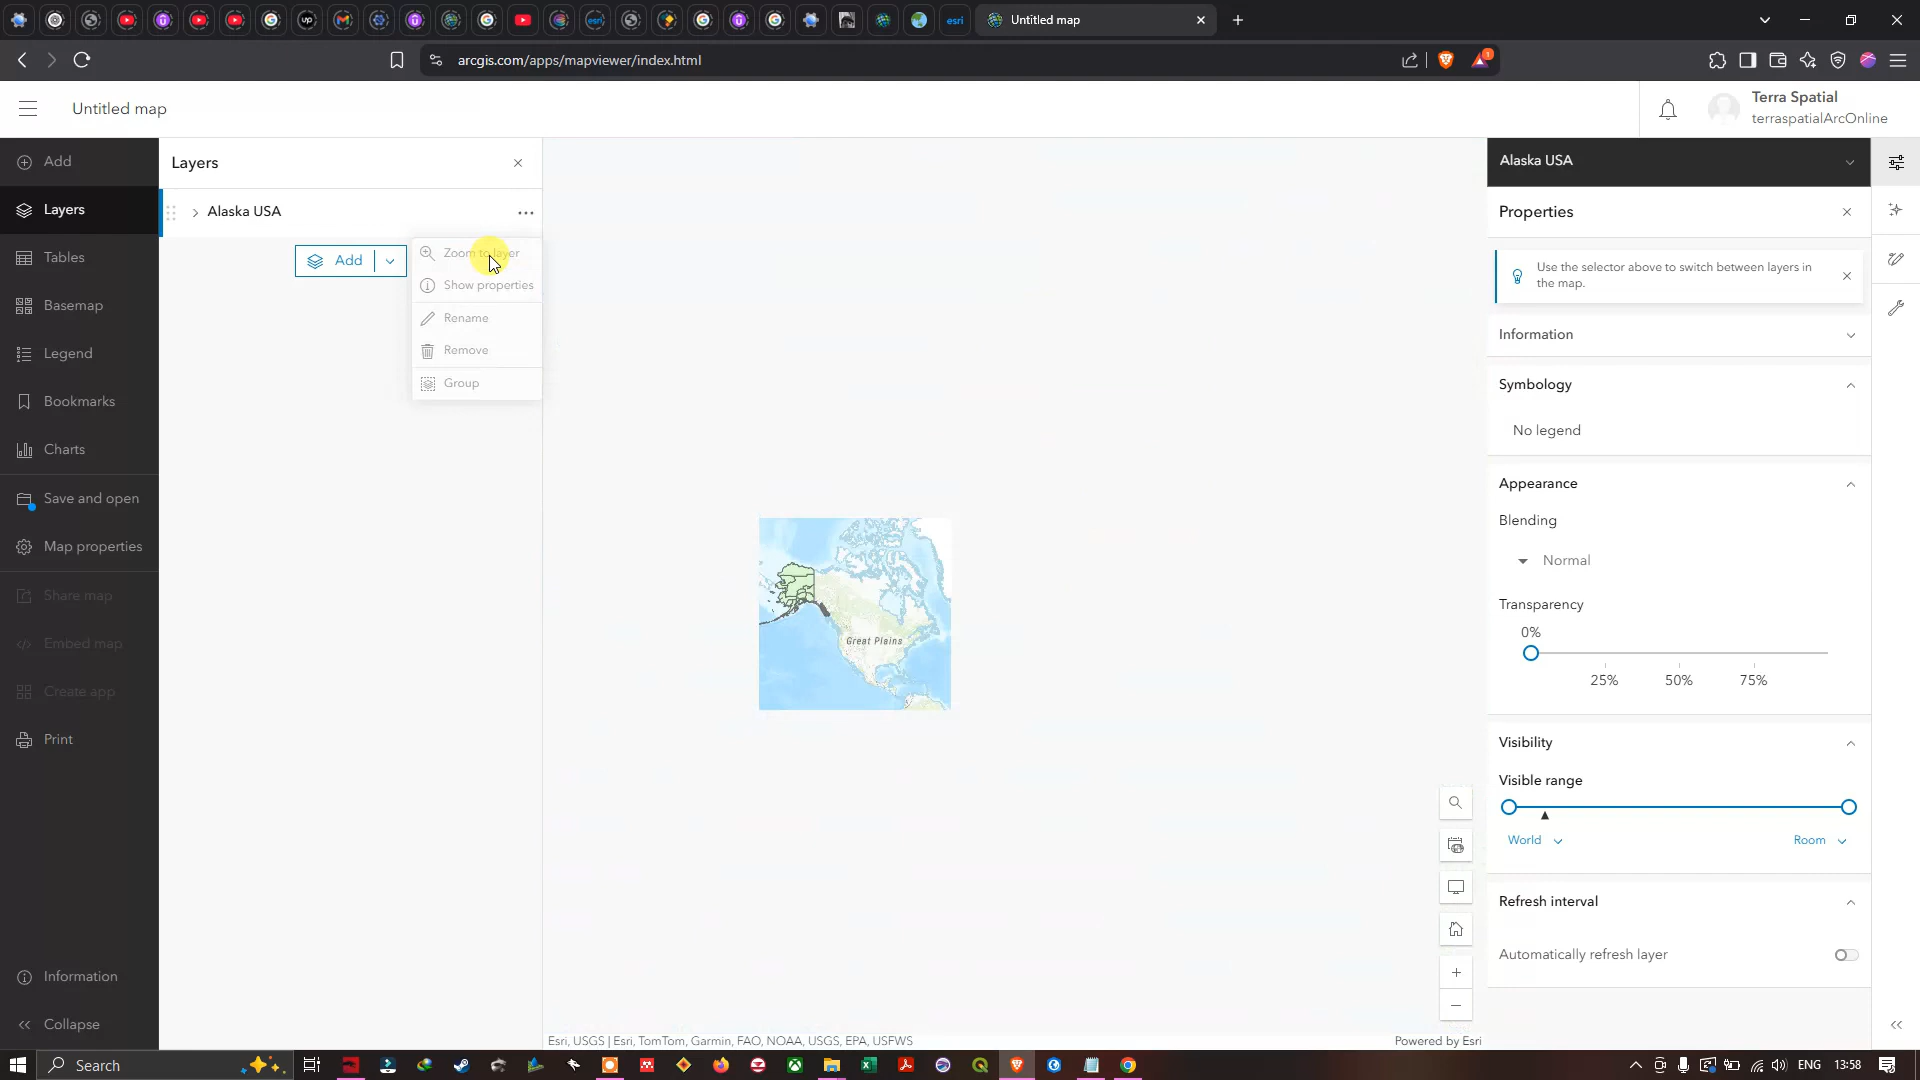 Untitled map
arcgis.com/apps/mapviewer/index.html
1
Untitled map
Terra Spatial
terraspatialArcOnline
Add
Layers
Tables
Basemap
Legend
Bookmarks
Charts
Save and open
Map properties
Share map
Embed map
Create app
Print
Information
Collapse
Layers
Alaska USA
Add
Zoom to layer
Show properties
Rename
Remove
Group
Great Plains
Esri, USGS | Esri, TomTom, Garmin, FAO, NOAA, USGS, EPA, USFWS
Powered by Esri
Alaska USA
Properties
Use the selector above to switch between layers in
the map.
Information
Symbology
No legend
Appearance
Blending
Normal
Transparency
0%
25% 50% 75%
Visibility
Visible range
World Room
Refresh interval
Automatically refresh layer
Search
ENG 13:58